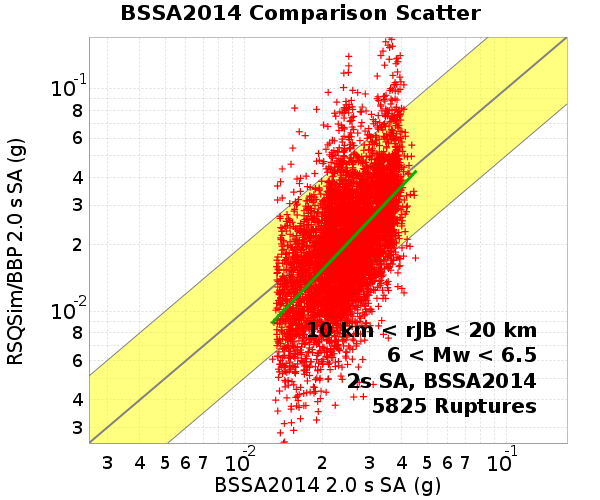 BSSA2014 Comparison Scatter
RSQSim/BBP 2.0 s SA (g)
10⁻¹
8
6
4
3
2
10⁻²
8
6
4
3
10 km < rJB < 20 km
6 < Mw < 6.5
2s SA, BSSA2014
5825 Ruptures
3 4 5 6 7 10⁻² 2 3 4 5 6 7 10⁻¹
BSSA2014 2.0 s SA (g)